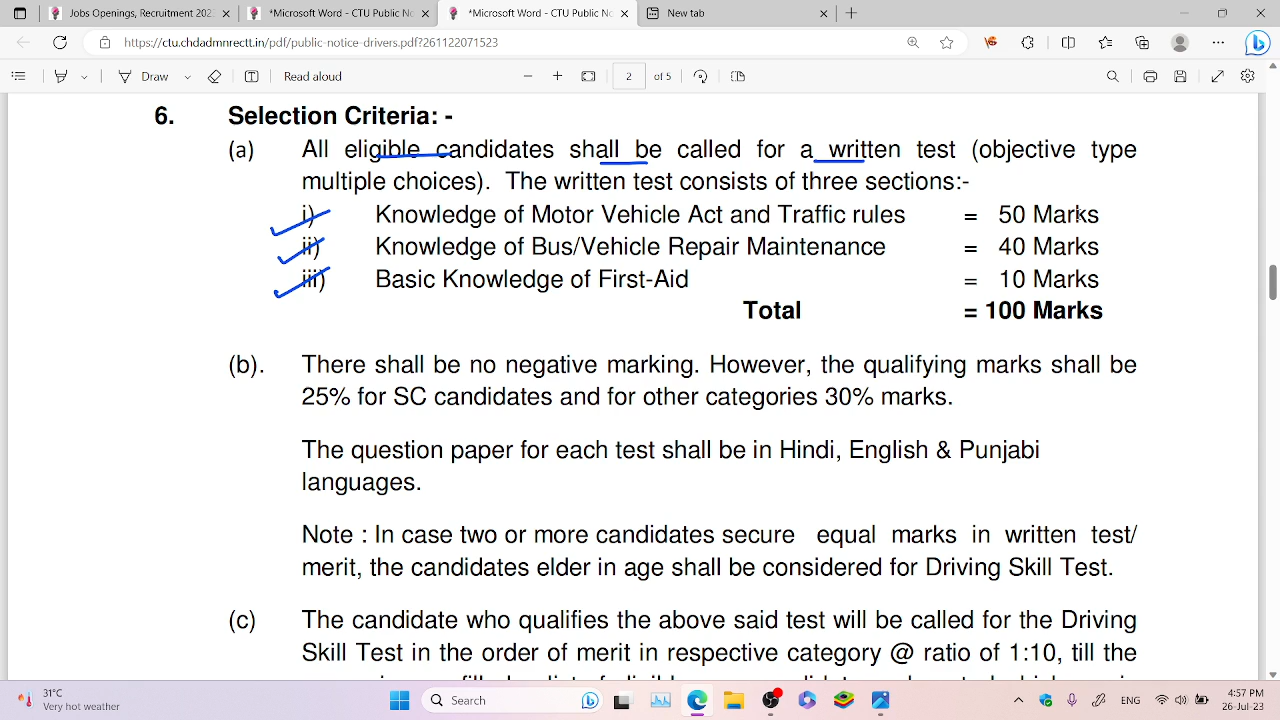 Jobs Openings, Recruitment 202
*Microsoft Word - CTU Public No
*Microsoft Word - CTU Public No
New tab
https://ctu.chdadmnrectt.in/pdf/public-notice-drivers.pdf?261122071523
Draw
Read aloud
2 of 5
6. Selection Criteria: -
(a) All eligible candidates shall be called for a written test (objective type
multiple choices). The written test consists of three sections:-
i) Knowledge of Motor Vehicle Act and Traffic rules = 50 Marks
ii) Knowledge of Bus/Vehicle Repair Maintenance = 40 Marks
iii) Basic Knowledge of First-Aid = 10 Marks
Total = 100 Marks
(b). There shall be no negative marking. However, the qualifying marks shall be
25% for SC candidates and for other categories 30% marks.
The question paper for each test shall be in Hindi, English & Punjabi
languages.
Note : In case two or more candidates secure equal marks in written test/
merit, the candidates elder in age shall be considered for Driving Skill Test.
(c) The candidate who qualifies the above said test will be called for the Driving
Skill Test in the order of merit in respective category @ ratio of 1:10, till the
31°C
Search
4:57 PM
26-Jul-23